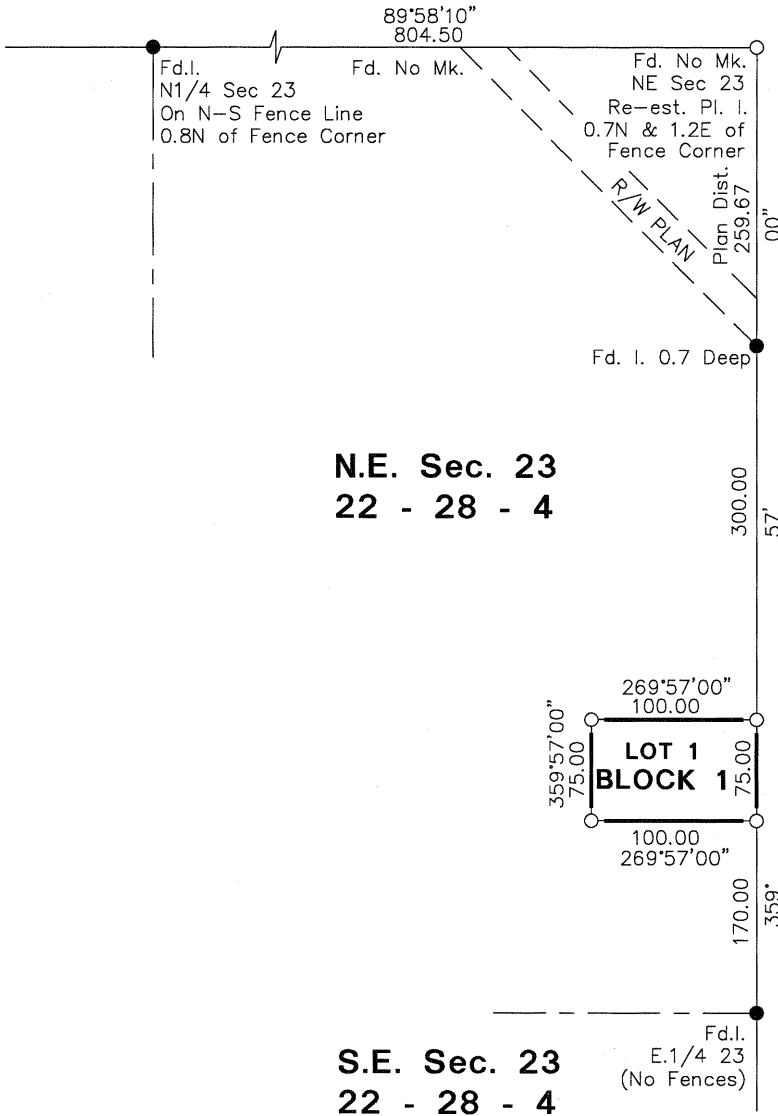 89°58'10"
804.50
Fd.I.
N1/4 Sec 23
On N-S Fence Line
0.8N of Fence Corner
Fd. No Mk.
Fd. No Mk.
NE Sec 23
Re-est. Pl. I.
0.7N & 1.2E of
Fence Corner
R/W PLAN
Plan Dist.
259.67
00"
Fd. I. 0.7 Deep
N.E. Sec. 23
22 - 28 - 4
300.00
57'
269°57'00"
100.00
359°57'00"
75.00
LOT 1
BLOCK 1
75.00
100.00
269°57'00"
170.00
359°
Fd.I.
E.1/4 23
(No Fences)
S.E. Sec. 23
22 - 28 - 4